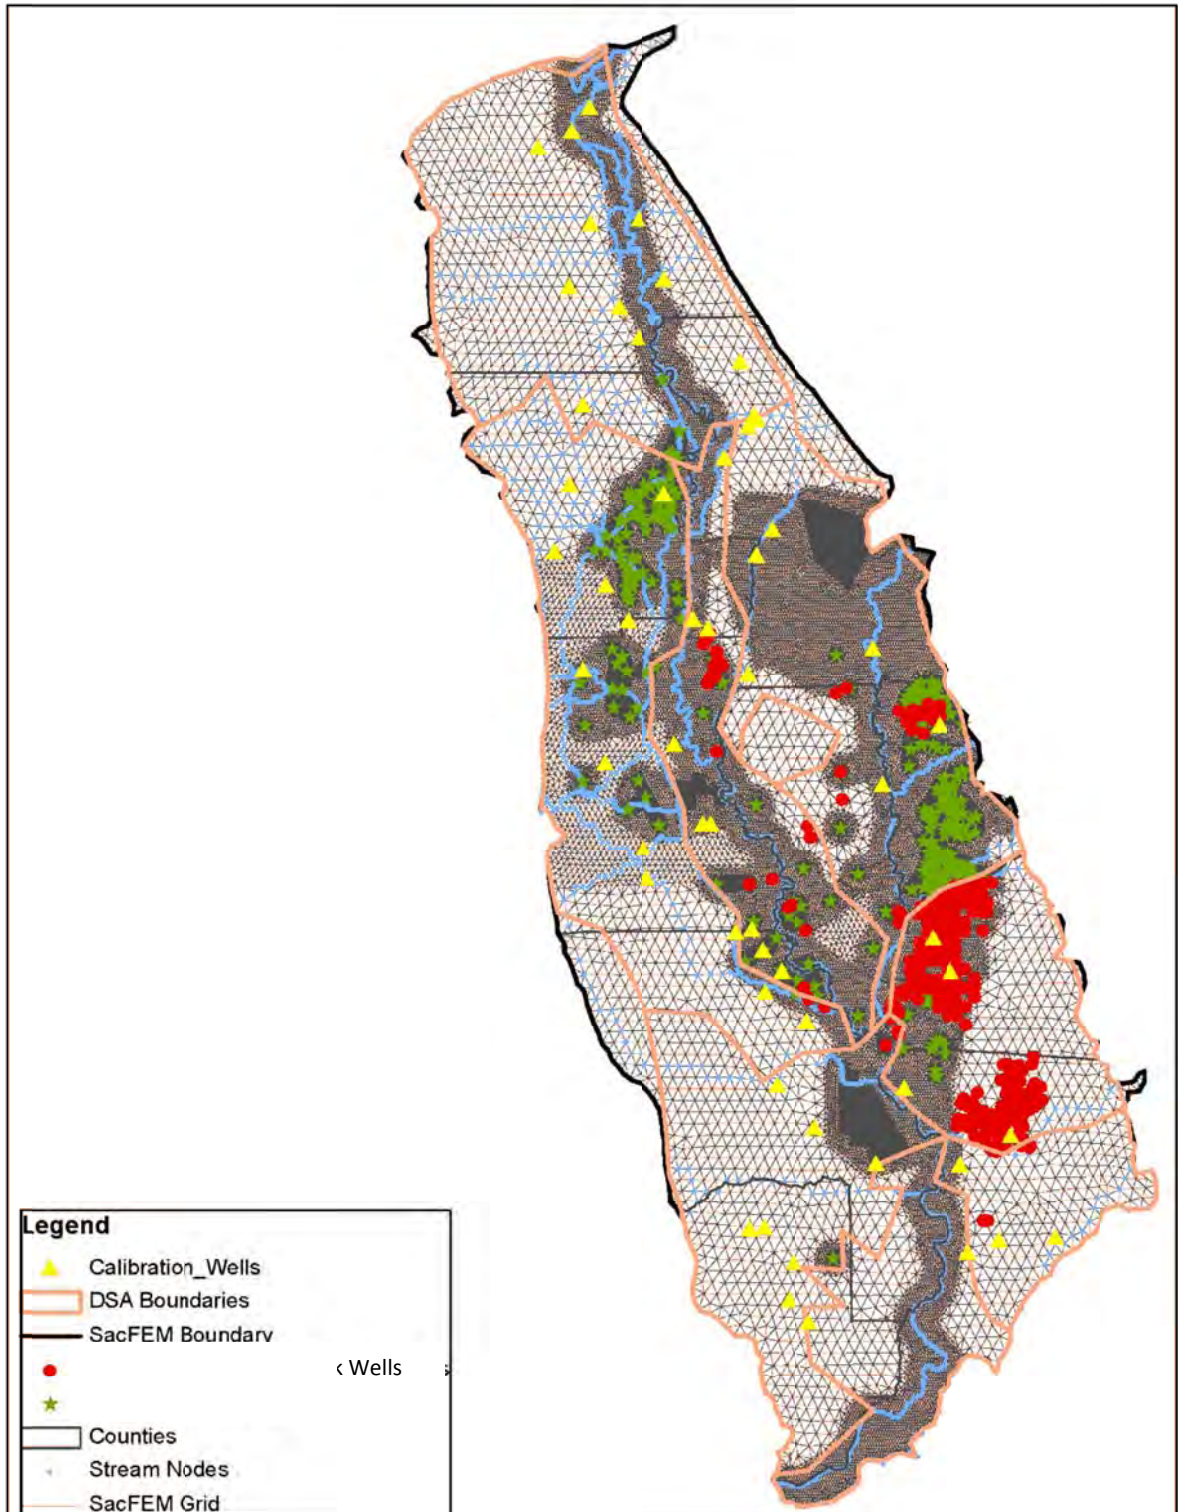 Legend
Calibration_Wells
DSA Boundaries
SacFEM Boundary
Wells
Counties
Stream Nodes
SacFEM Grid